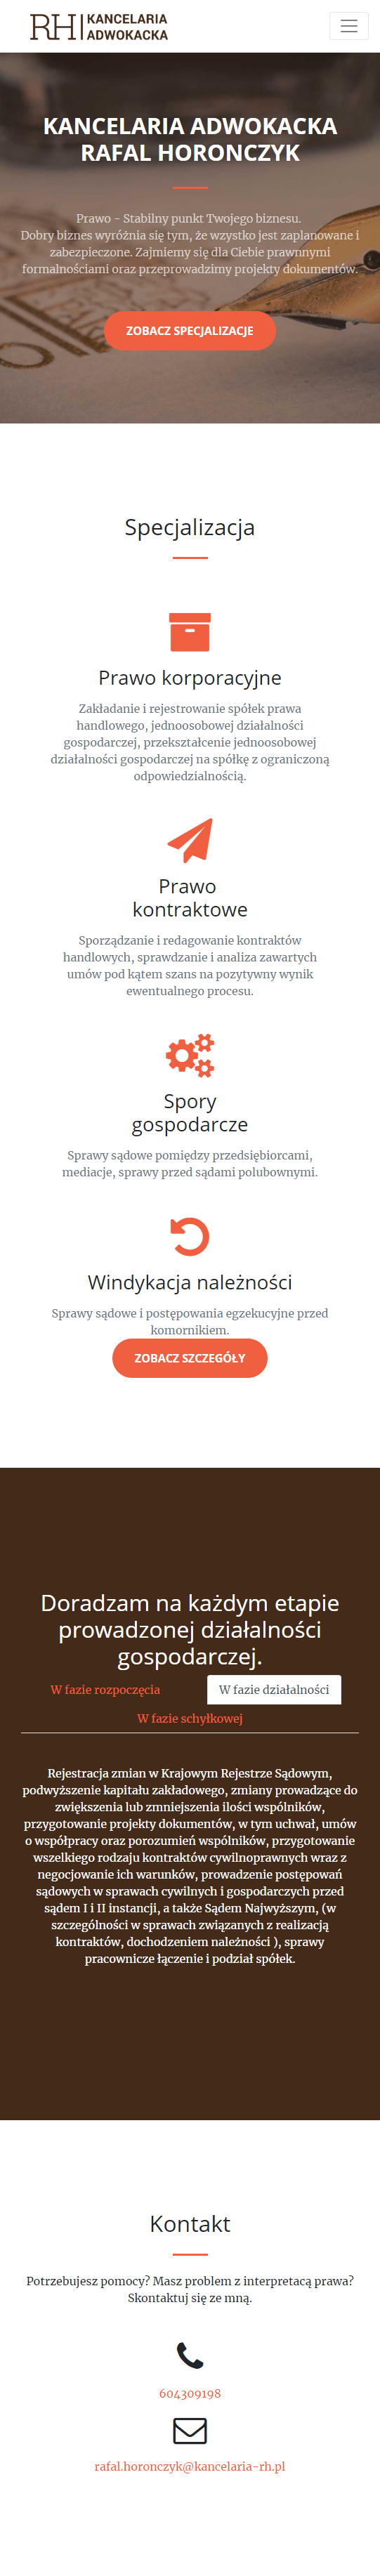 RH KANCELARIA
ADWOKACKA
KANCELARIA ADWOKACKA
RAFAL HORONCZYK
Prawo - Stabilny punkt Twojego biznesu.
Dobry biznes wyróżnia się tym, że wzystko jest zaplanowane i
zabezpieczone. Zajmiemy się dla Ciebie prawnnymi
formalnościami oraz przeprowadzimy projekty dokumentów.
ZOBACZ SPECJALIZACJE
Specjalizacja
Prawo korporacyjne
Zakładanie i rejestrowanie spółek prawa
handlowego, jednoosobowej działalności
gospodarczej, przekształcenie jednoosobowej
działalności gospodarczej na spółkę z ograniczoną
odpowiedzialnością.
Prawo
kontraktowe
Sporządzanie i redagowanie kontraktów
handlowych, sprawdzanie i analiza zawartych
umów pod kątem szans na pozytywny wynik
ewentualnego procesu.
Spory
gospodarcze
Sprawy sądowe pomiędzy przedsiębiorcami,
mediacje, sprawy przed sądami polubownymi.
Windykacja należności
Sprawy sądowe i postępowania egzekucyjne przed
komornikiem.
ZOBACZ SZCZEGÓŁY
Doradzam na każdym etapie
prowadzonej działalności
gospodarczej.
W fazie rozpoczęcia W fazie działalności
W fazie schyłkowej
Rejestracja zmian w Krajowym Rejestrze Sądowym,
podwyższenie kapitału zakładowego, zmiany prowadzące do
zwiększenia lub zmniejszenia ilości wspólników,
przygotowanie projekty dokumentów, w tym uchwał, umów
o współpracy oraz porozumień wspólników, przygotowanie
wszelkiego rodzaju kontraktów cywilnoprawnych wraz z
negocjowanie ich warunków, prowadzenie postępowań
sądowych w sprawach cywilnych i gospodarczych przed
sądem I i II instancji, a także Sądem Najwyższym, (w
szczególności w sprawach związanych z realizacją
kontraktów, dochodzeniem należności ), sprawy
pracownicze łączenie i podział spółek.
Kontakt
Potrzebujesz pomocy? Masz problem z interpretacą prawa?
Skontaktuj się ze mną.
604309198
rafal.horonczyk@kancelaria-rh.pl